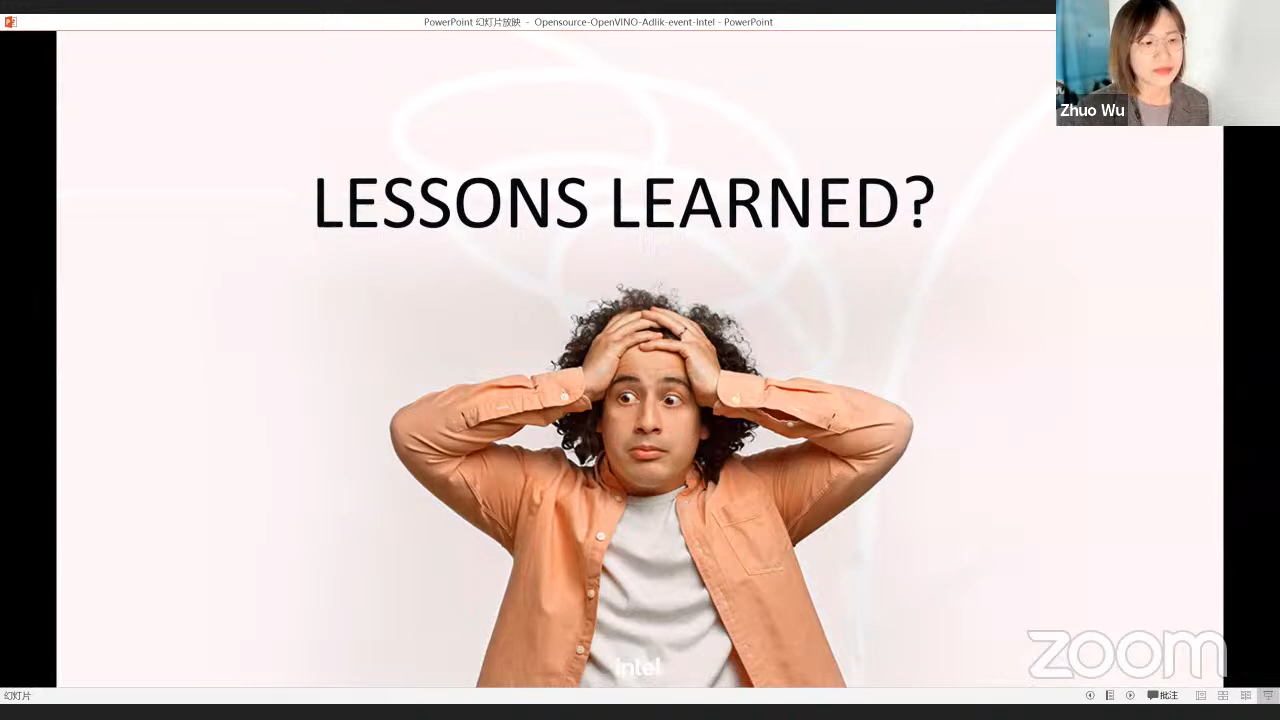 PowerPoint 幻灯片放映 - Opensource-OpenVINO-Adlik-event-Intel - PowerPoint
Zhuo Wu
LESSONS LEARNED?
intel
zoom
幻灯片
批注